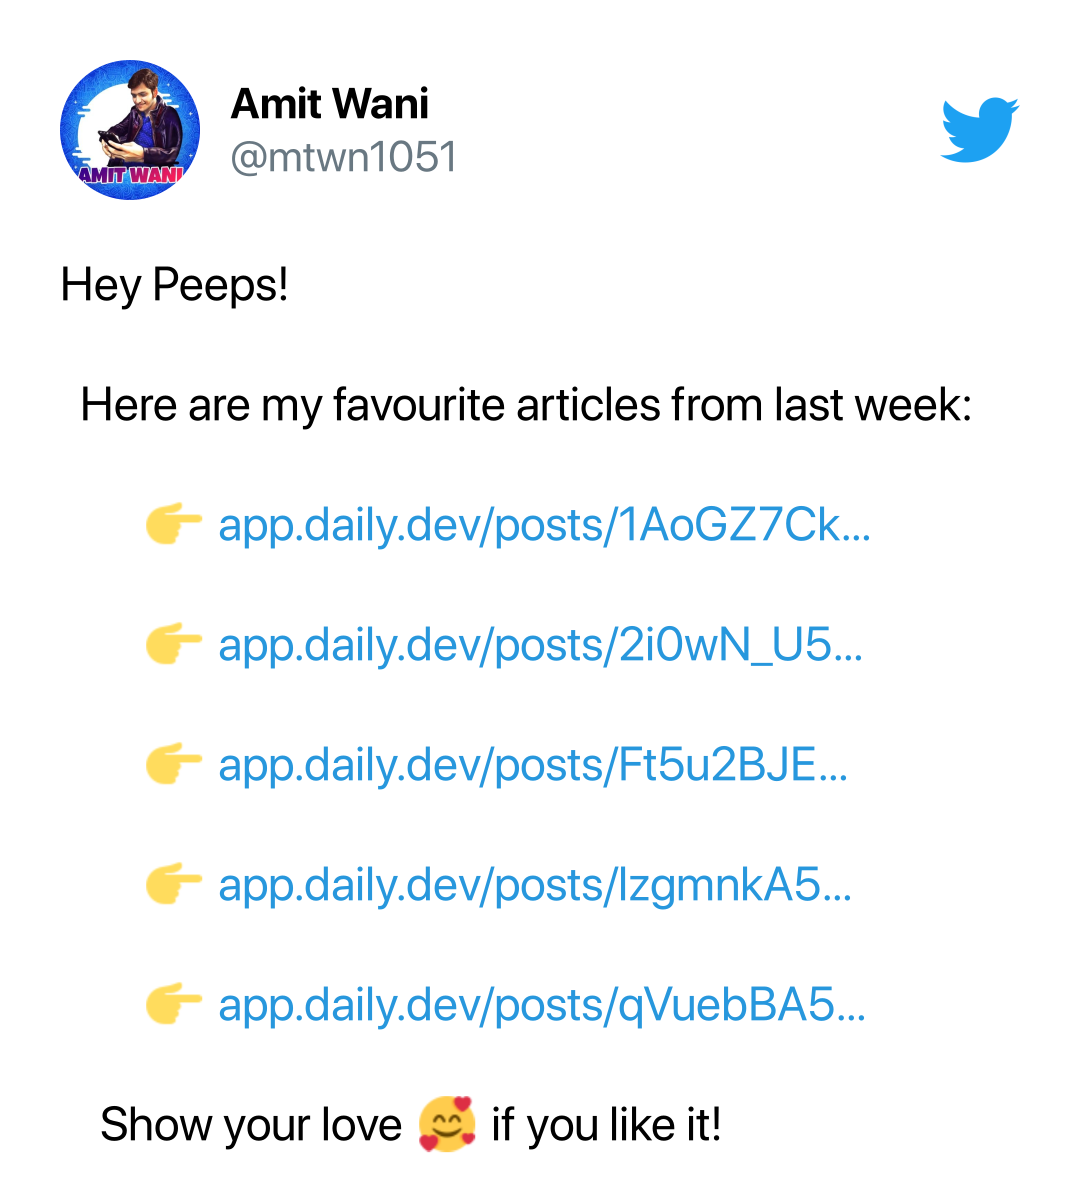 AMIT WANI
Amit Wani
@mtwn1051
Hey Peeps!
Here are my favourite articles from last week:
👉 app.daily.dev/posts/1AoGZ7Ck...
👉 app.daily.dev/posts/2i0wN_U5...
👉 app.daily.dev/posts/Ft5u2BJE...
👉 app.daily.dev/posts/lzgmnkA5...
👉 app.daily.dev/posts/qVuebBA5...
Show your love 🥰 if you like it!